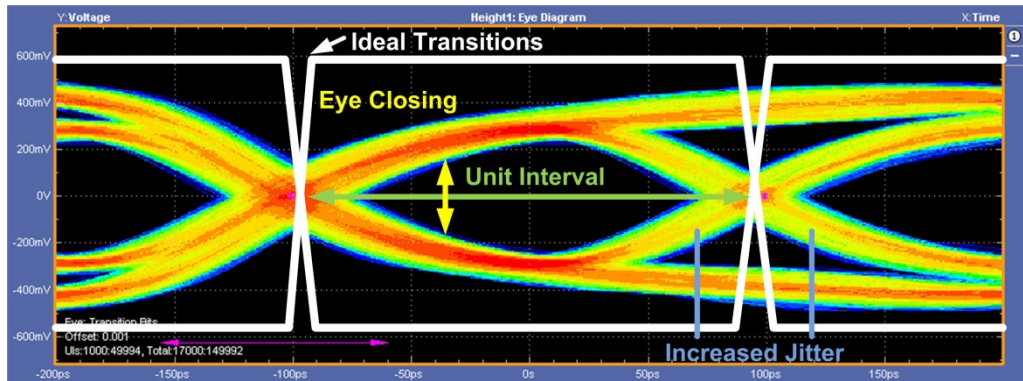 Y:Voltage
Height1: Eye Diagram
X:Time
1
600mV
Ideal Transitions
Eye Closing
400mV
200mV
Unit Interval
0V
-200mV
-400mV
Eye: Transition Bits
Offset: 0.001
UIs:1000:49994, Total:17000:149992
-600mV
Increased Jitter
-200ps
-150ps
-100ps
-50ps
0s
50ps
100ps
150ps